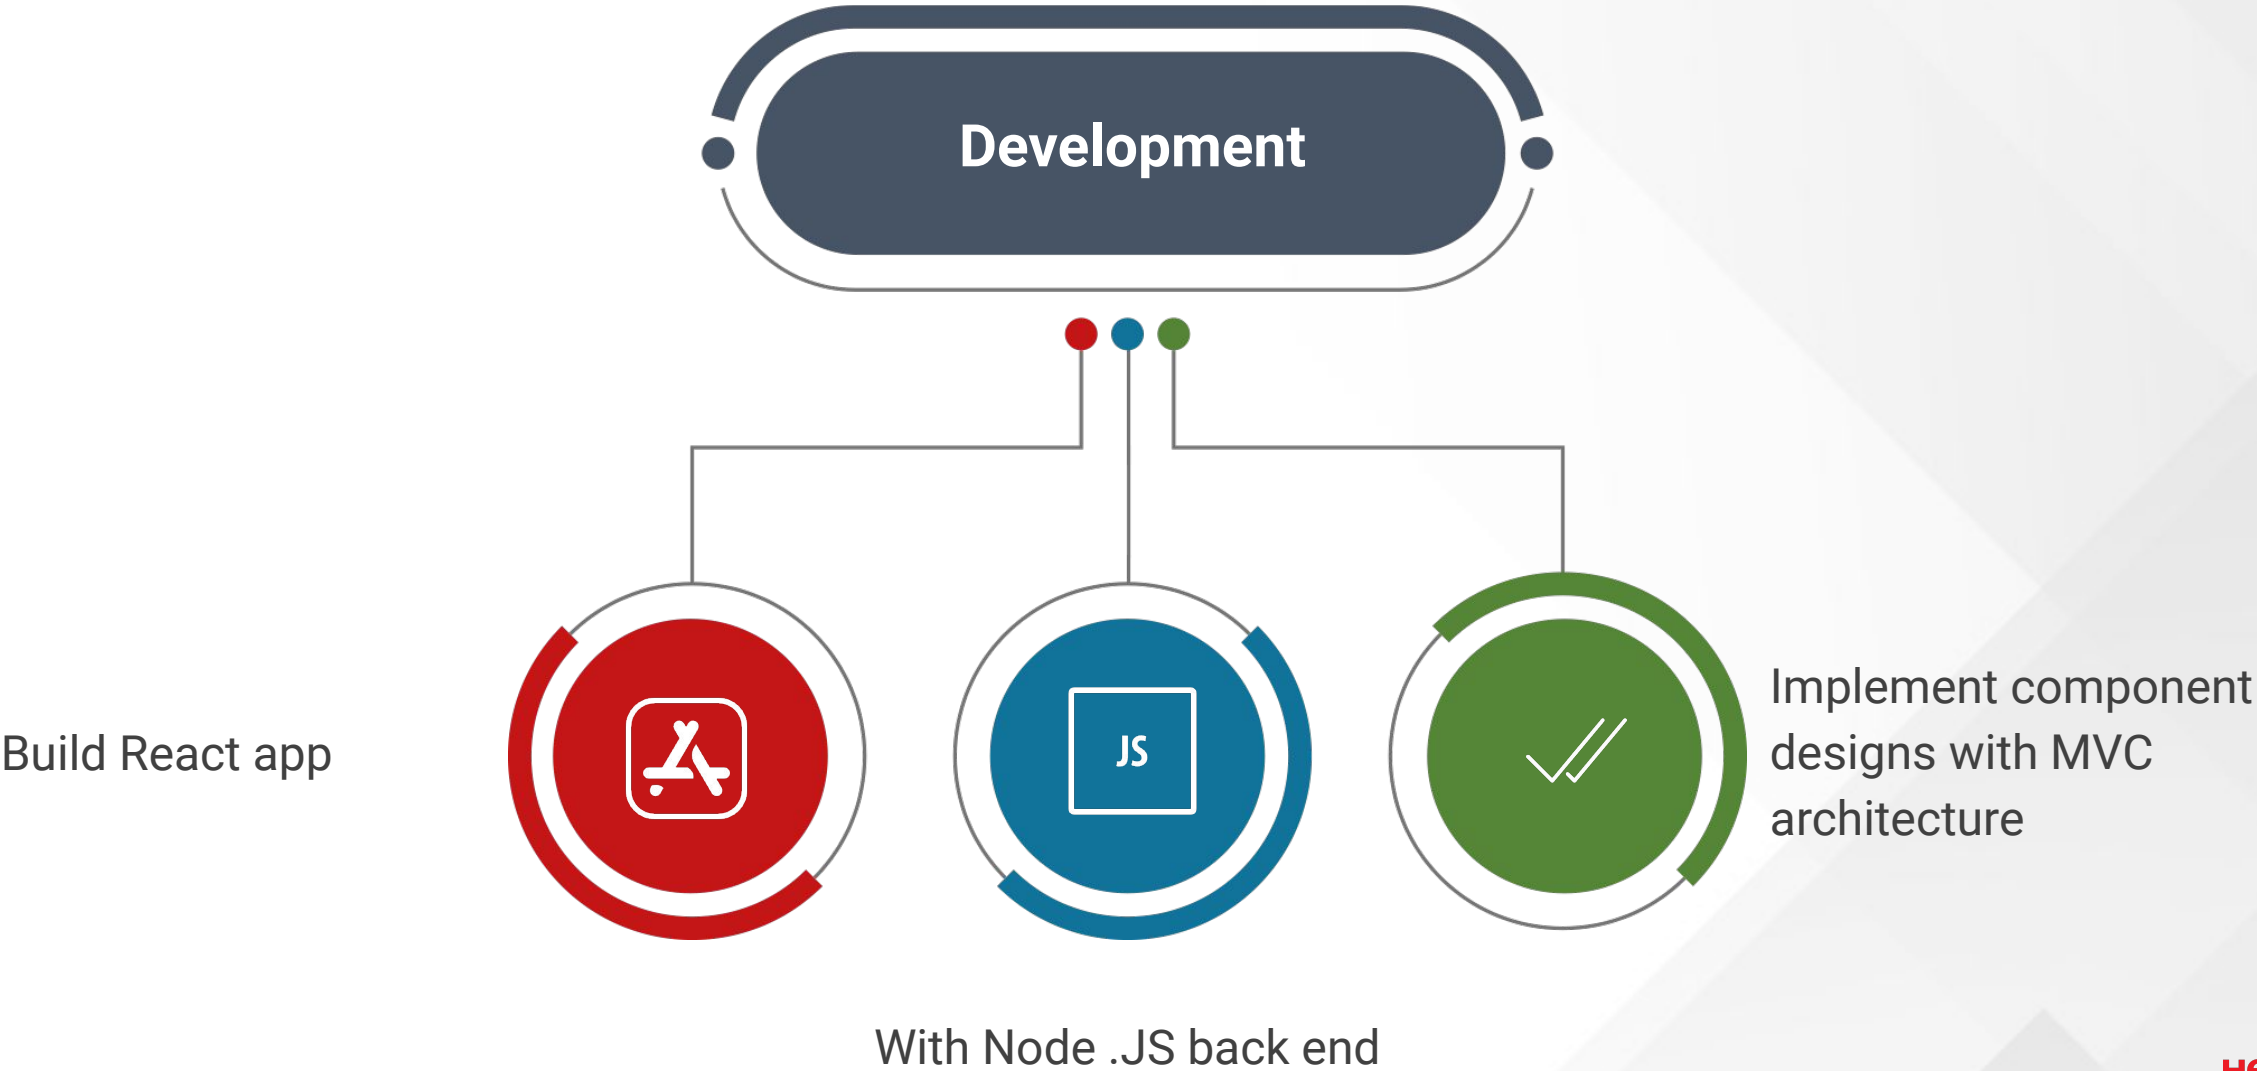 Development
Build React app
JS
Implement component
designs with MVC
architecture
With Node .JS back end